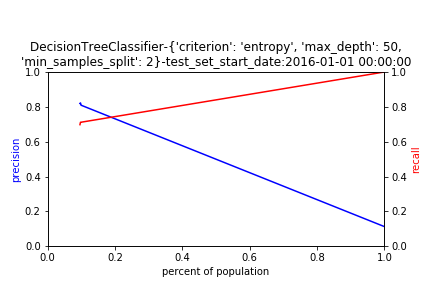 DecisionTreeClassifier-{'criterion': 'entropy', 'max_depth': 50,
'min_samples_split': 2}-test_set_start_date:2016-01-01 00:00:00
1.0
0.8
0.6
0.4
0.2
0.0
precision
1.0
0.8
0.6
0.4
0.2
0.0
recall
0.0 0.2 0.4 0.6 0.8 1.0
percent of population